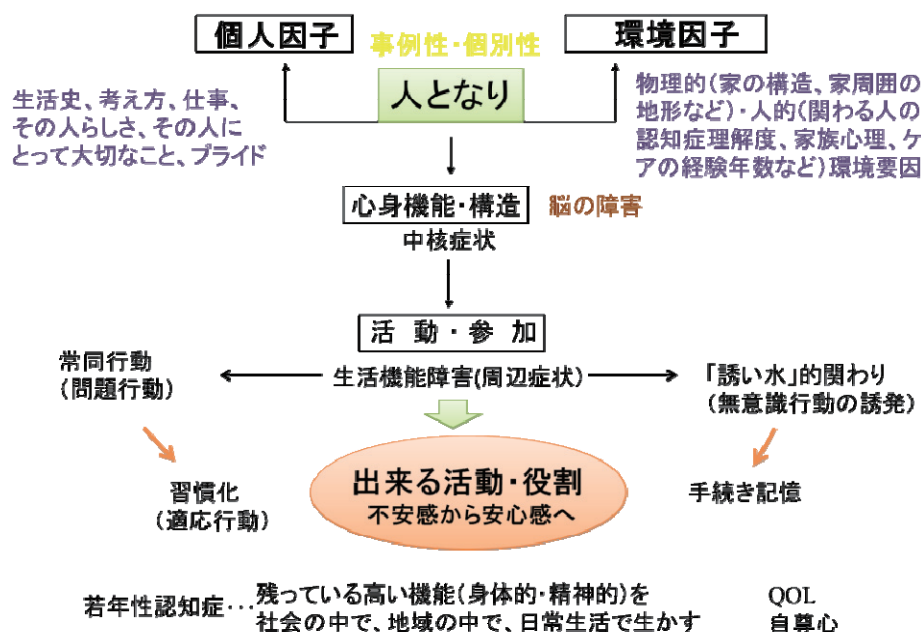 個人因子
事例性・個別性
環境因子
人となり
生活史、考え方、仕事、
その人らしさ、その人に
とって大切なこと、プライド
物理的(家の構造、家周囲の
地形など)・人的(関わる人の
認知症理解度、家族心理、ケ
アの経験年数など)環境要因
心身機能・構造
脳の障害
中核症状
活動・参加
常同行動
(問題行動)
生活機能障害(周辺症状)
「誘い水」的関わり
(無意識行動の誘発)
習慣化
(適応行動)
出来る活動・役割
不安感から安心感へ
手続き記憶
若年性認知症…残っている高い機能(身体的・精神的)を
社会の中で、地域の中で、日常生活で生かす
QOL
自尊心